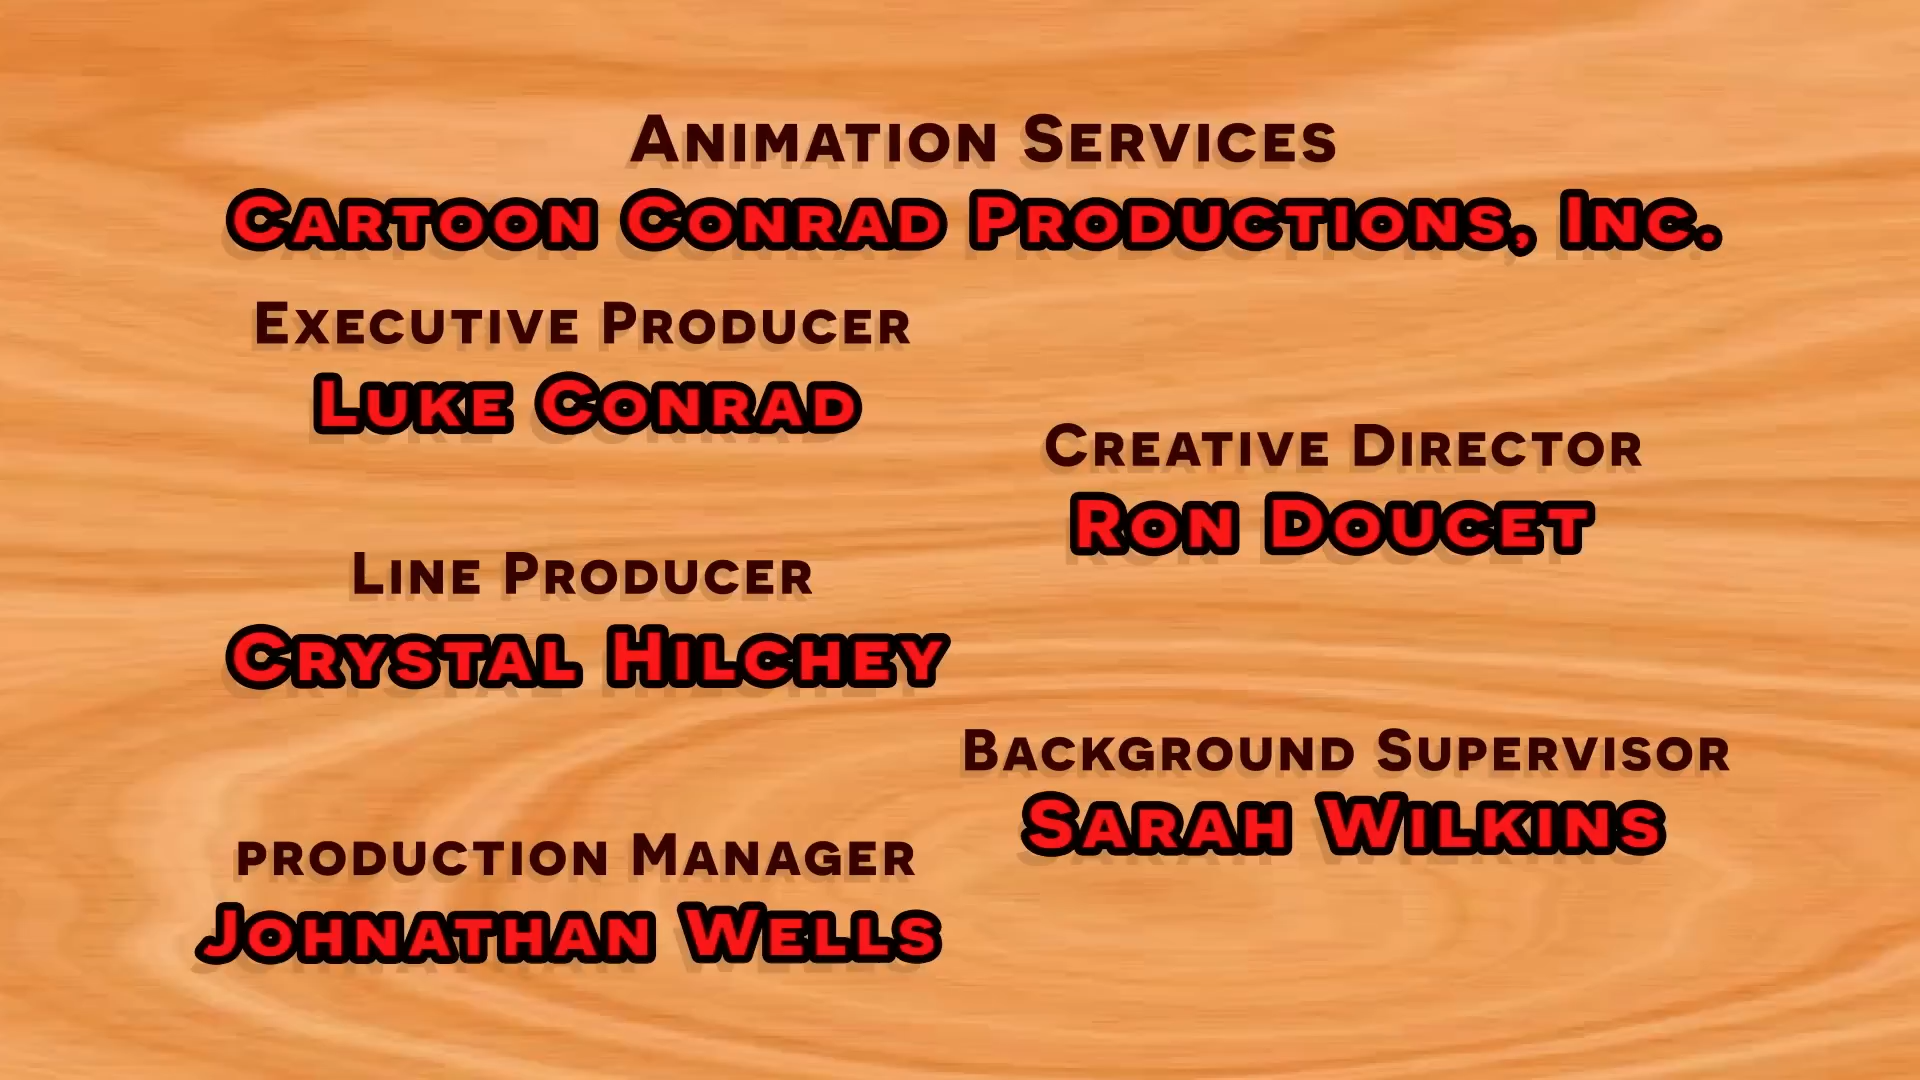 Animation Services
Cartoon Conrad Productions, Inc.
Executive Producer
Luke Conrad
Creative Director
Ron Doucet
Line Producer
Crystal Hilchey
Background Supervisor
Sarah Wilkins
production Manager
Johnathan Wells